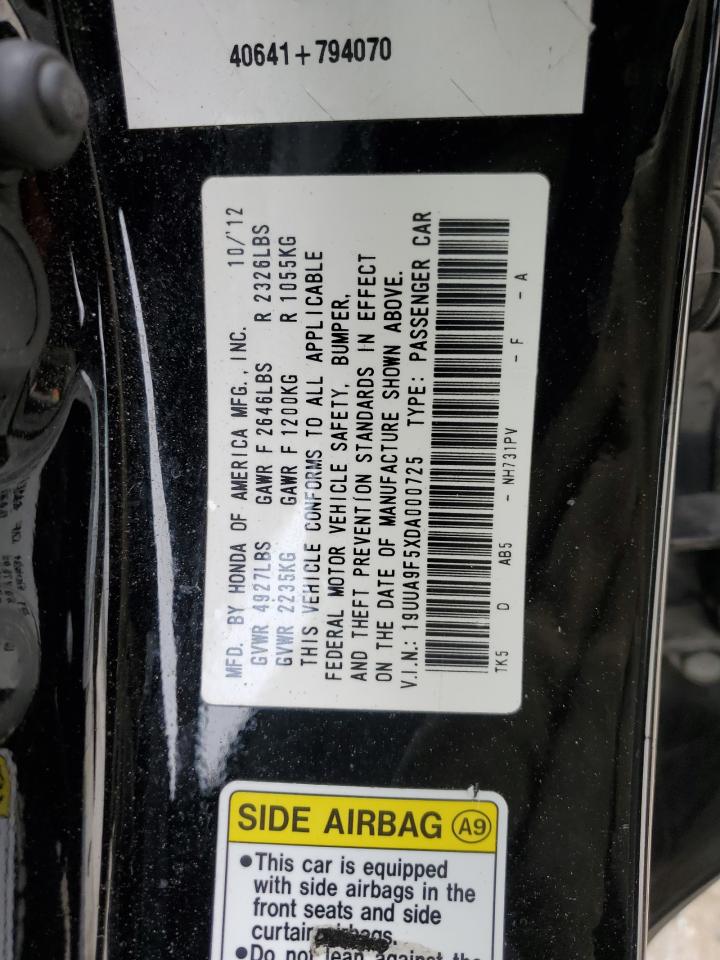 40641+794070
MFD. BY HONDA OF AMERICA MFG., INC. 10/'12
GVWR 4927LBS GAWR F 2646LBS R 2326LBS
GVWR 2235KG GAWR F 1200KG R 1055KG
THIS VEHICLE CONFORMS TO ALL APPLICABLE
FEDERAL MOTOR VEHICLE SAFETY, BUMPER,
AND THEFT PREVENTION STANDARDS IN EFFECT
ON THE DATE OF MANUFACTURE SHOWN ABOVE.
V.I.N.: 19UUA9F5XDA000725 TYPE: PASSENGER CAR
TK5 D AB5 - NH731PV - F - A
SIDE AIRBAG A9
●This car is equipped
with side airbags in the
front seats and side
curtain airbags.
●Do not lean against the